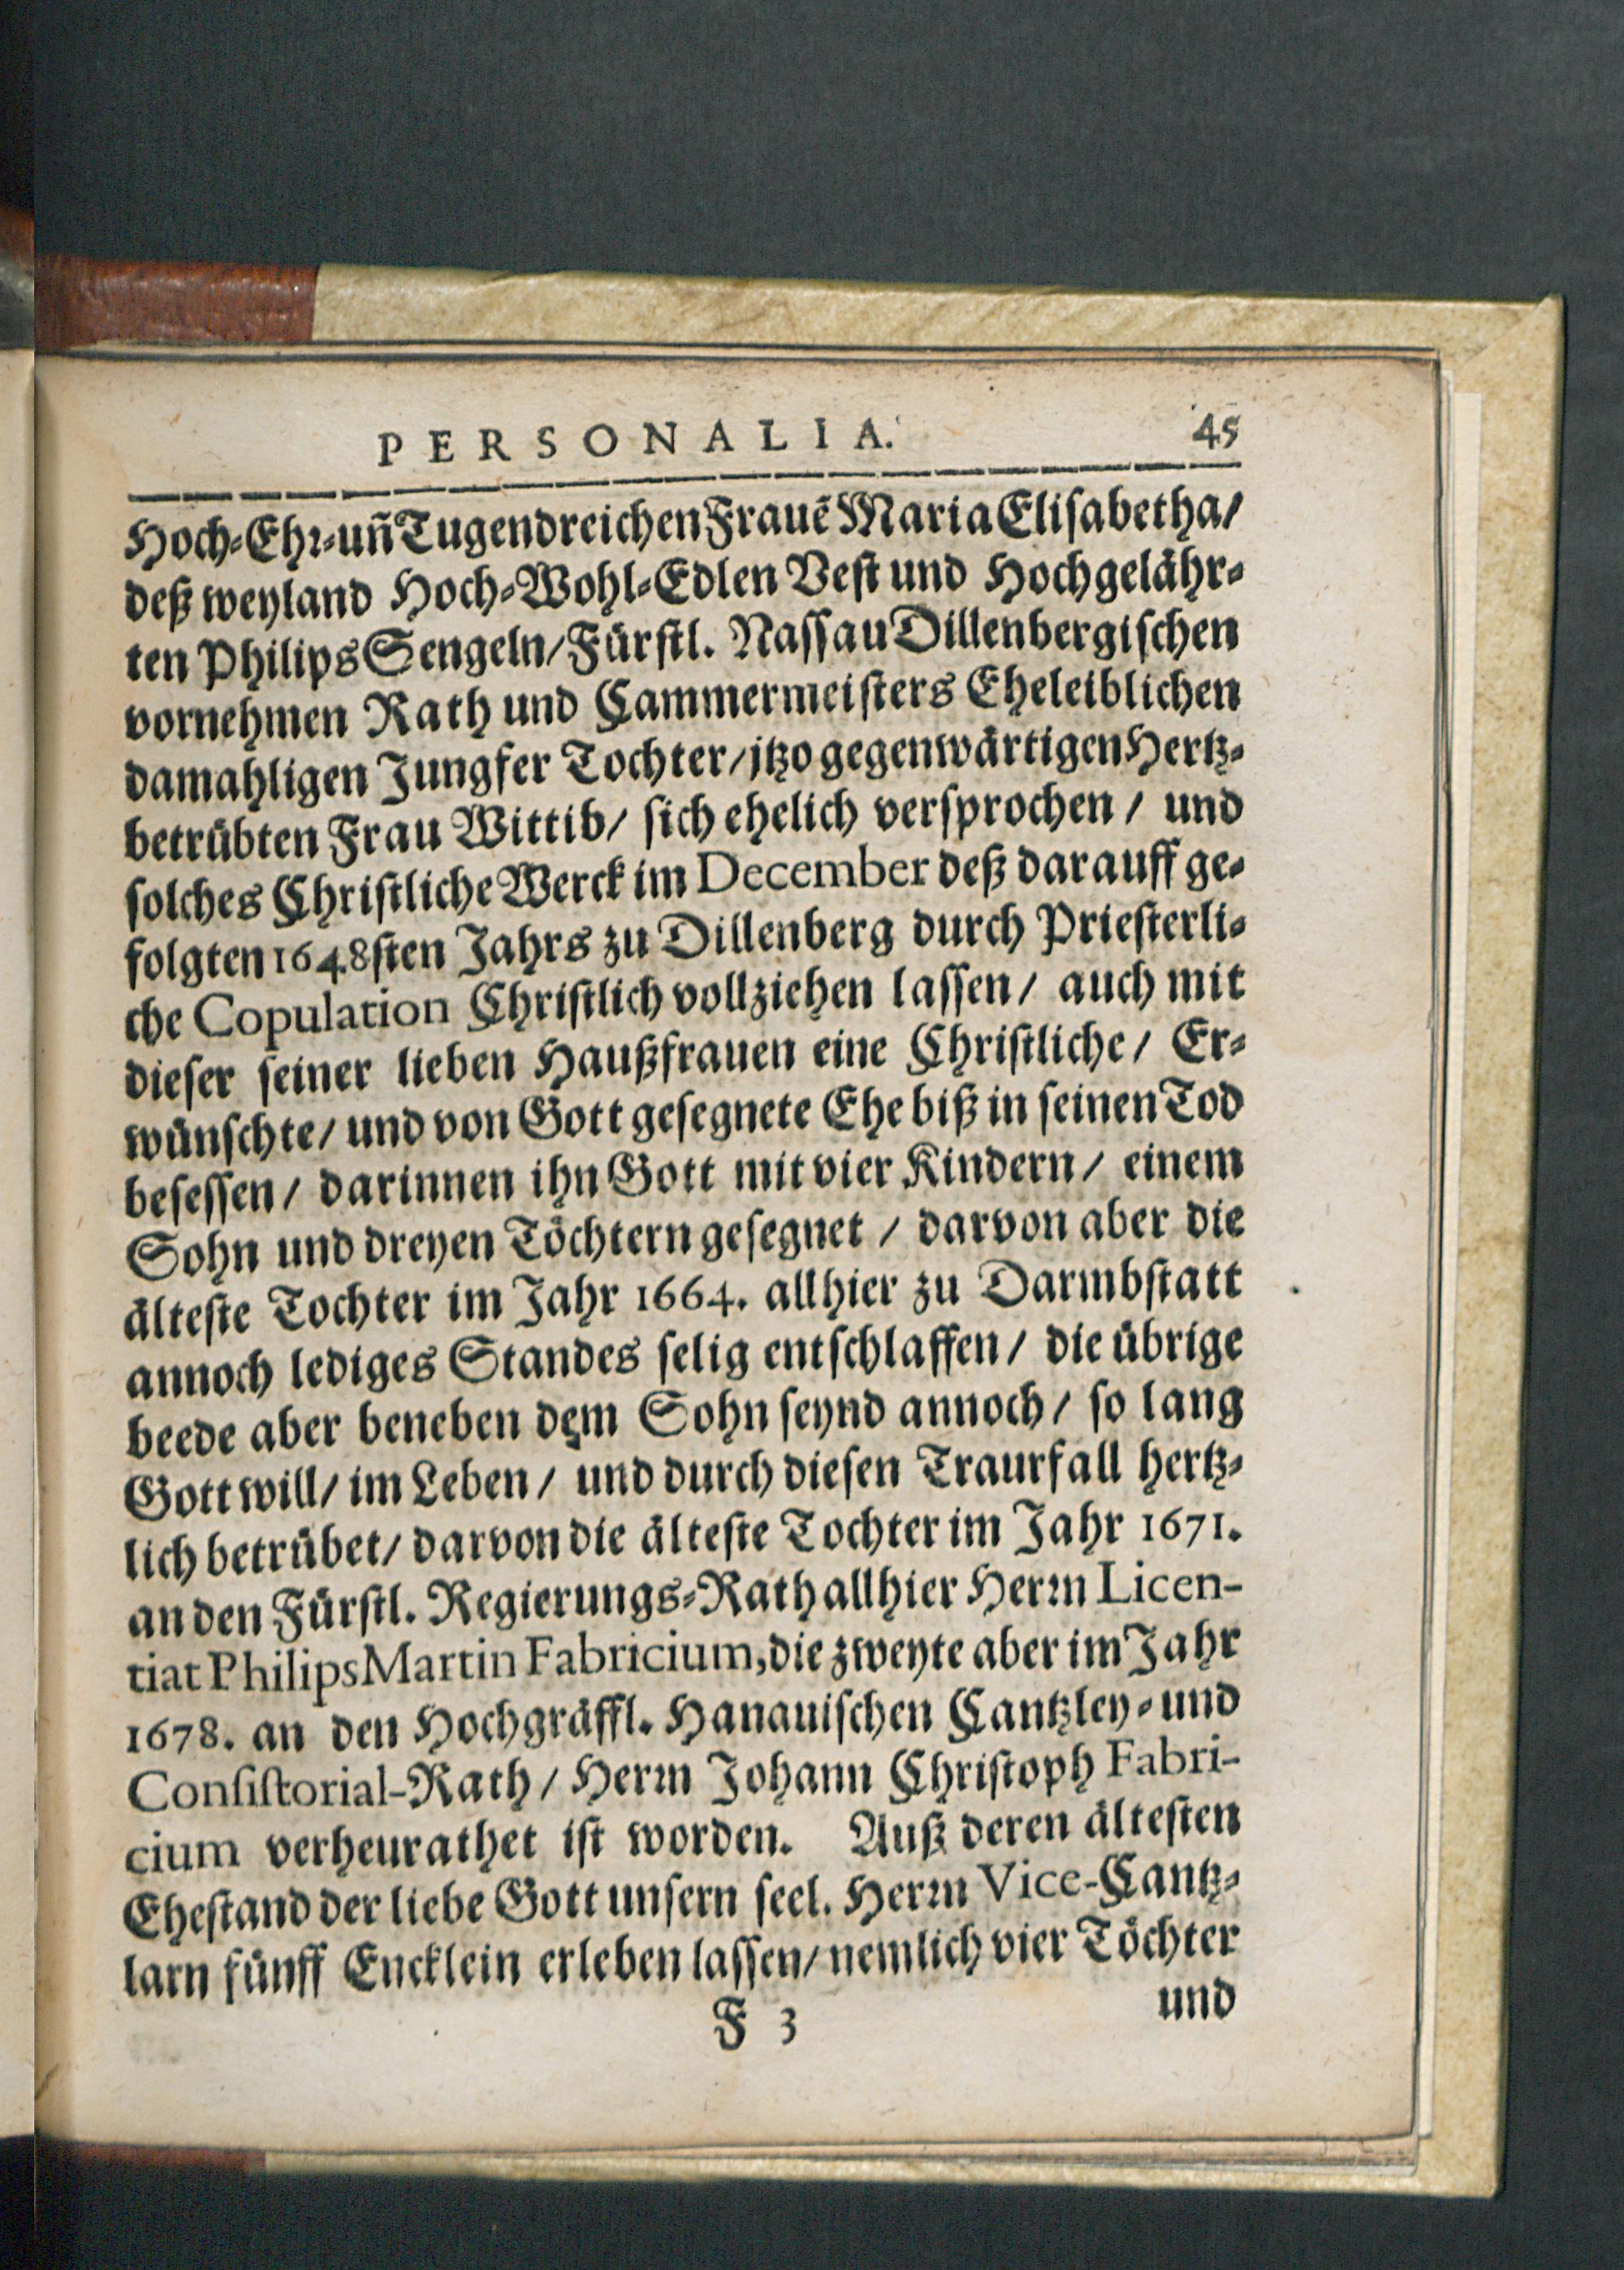 PERSONALIA. 45
Hoch-Ehr-uñ Tugendreichen Frauẽ Maria Elisabetha/
deß weyland Hoch-Wohl-Edlen Vest und Hochgelähr-
ten Philips Sengeln/ Fürstl. Nassau Dillenbergischen
vornehmen Rath und Cammermeisters Eheleiblichen
damahligen Jungfer Tochter/ jtzo gegenwärtigen Hertz-
betrübten Frau Wittib/ sich ehelich versprochen/ und
solches Christliche Werck im December deß darauff ge-
folgten 1648sten Jahrs zu Dillenberg durch Priesterli-
che Copulation Christlich vollziehen lassen/ auch mit
dieser seiner lieben Haußfrauen eine Christliche/ Er-
wünschte/ und von Gott gesegnete Ehe biß in seinen Tod
besessen/ darinnen ihn Gott mit vier Kindern/ einem
Sohn und dreyen Töchtern gesegnet/ darvon aber die
älteste Tochter im Jahr 1664. allhier zu Darmbstatt
annoch lediges Standes selig entschlaffen/ die übrige
beede aber beneben dem Sohn seynd annoch/ so lang
Gott will/ im Leben/ und durch diesen Traurfall hertz-
lich betrübet/ darvon die älteste Tochter im Jahr 1671.
an den Fürstl. Regierungs-Rath allhier Herrn Licen-
tiat Philips Martin Fabricium, die zweyte aber im Jahr
1678. an den Hochgräffl. Hanauischen Cantzley- und
Consistorial-Rath/ Herrn Johann Christoph Fabri-
cium verheurathet ist worden. Auß deren ältesten
Ehestand der liebe Gott unsern seel. Herrn Vice-Cantz-
larn fünff Encklein erleben lassen/ nemlich vier Töchter
F 3 und